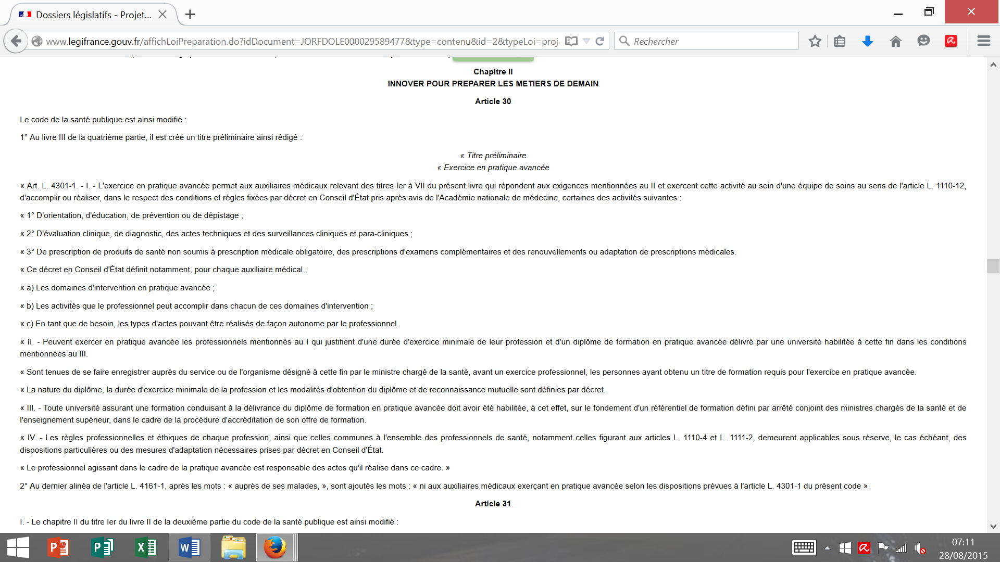 Dossiers législatifs - Projet...
www.legifrance.gouv.fr/affichLoiPreparation.do?idDocument=JORFDOLE000029589477&type=contenu&id=2&typeLoi=proj
Rechercher
Chapitre II
INNOVER POUR PREPARER LES METIERS DE DEMAIN
Article 30
Le code de la santé publique est ainsi modifié :
1° Au livre III de la quatrième partie, il est créé un titre préliminaire ainsi rédigé :
« Titre préliminaire
« Exercice en pratique avancée
« Art. L. 4301-1. - I. - L'exercice en pratique avancée permet aux auxiliaires médicaux relevant des titres Ier à VII du présent livre qui répondent aux exigences mentionnées au II et exercent cette activité au sein d'une équipe de soins au sens de l'article L. 1110-12,
d'accomplir ou réaliser, dans le respect des conditions et règles fixées par décret en Conseil d'État pris après avis de l'Académie nationale de médecine, certaines des activités suivantes :
« 1° D'orientation, d'éducation, de prévention ou de dépistage ;
« 2° D'évaluation clinique, de diagnostic, des actes techniques et des surveillances cliniques et para-cliniques ;
« 3° De prescription de produits de santé non soumis à prescription médicale obligatoire, des prescriptions d'examens complémentaires et des renouvellements ou adaptation de prescriptions médicales.
« Ce décret en Conseil d'État définit notamment, pour chaque auxiliaire médical :
« a) Les domaines d'intervention en pratique avancée ;
« b) Les activités que le professionnel peut accomplir dans chacun de ces domaines d'intervention ;
« c) En tant que de besoin, les types d'actes pouvant être réalisés de façon autonome par le professionnel.
« II. - Peuvent exercer en pratique avancée les professionnels mentionnés au I qui justifient d'une durée d'exercice minimale de leur profession et d'un diplôme de formation en pratique avancée délivré par une université habilitée à cette fin dans les conditions
mentionnées au III.
« Sont tenues de se faire enregistrer auprès du service ou de l'organisme désigné à cette fin par le ministre chargé de la santé, avant un exercice professionnel, les personnes ayant obtenu un titre de formation requis pour l'exercice en pratique avancée.
« La nature du diplôme, la durée d'exercice minimale de la profession et les modalités d'obtention du diplôme et de reconnaissance mutuelle sont définies par décret.
« III. - Toute université assurant une formation conduisant à la délivrance du diplôme de formation en pratique avancée doit avoir été habilitée, à cet effet, sur le fondement d'un référentiel de formation défini par arrêté conjoint des ministres chargés de la santé et de
l'enseignement supérieur, dans le cadre de la procédure d'accréditation de son offre de formation.
« IV. - Les règles professionnelles et éthiques de chaque profession, ainsi que celles communes à l'ensemble des professionnels de santé, notamment celles figurant aux articles L. 1110-4 et L. 1111-2, demeurent applicables sous réserve, le cas échéant, des
dispositions particulières ou des mesures d'adaptation nécessaires prises par décret en Conseil d'État.
« Le professionnel agissant dans le cadre de la pratique avancée est responsable des actes qu'il réalise dans ce cadre. »
2° Au dernier alinéa de l'article L. 4161-1, après les mots : « auprès de ses malades, », sont ajoutés les mots : « ni aux auxiliaires médicaux exerçant en pratique avancée selon les dispositions prévues à l'article L. 4301-1 du présent code ».
Article 31
I. - Le chapitre II du titre Ier du livre II de la deuxième partie du code de la santé publique est ainsi modifié :
07:11
28/08/2015